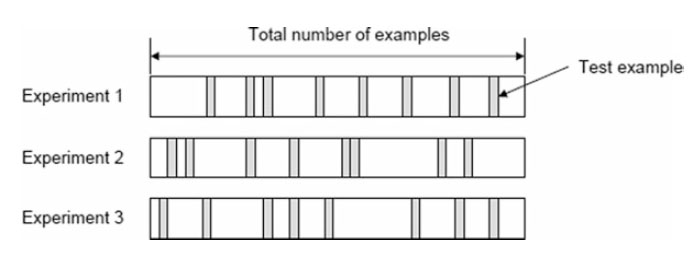 Total number of examples
Test example
Experiment 1
Experiment 2
Experiment 3